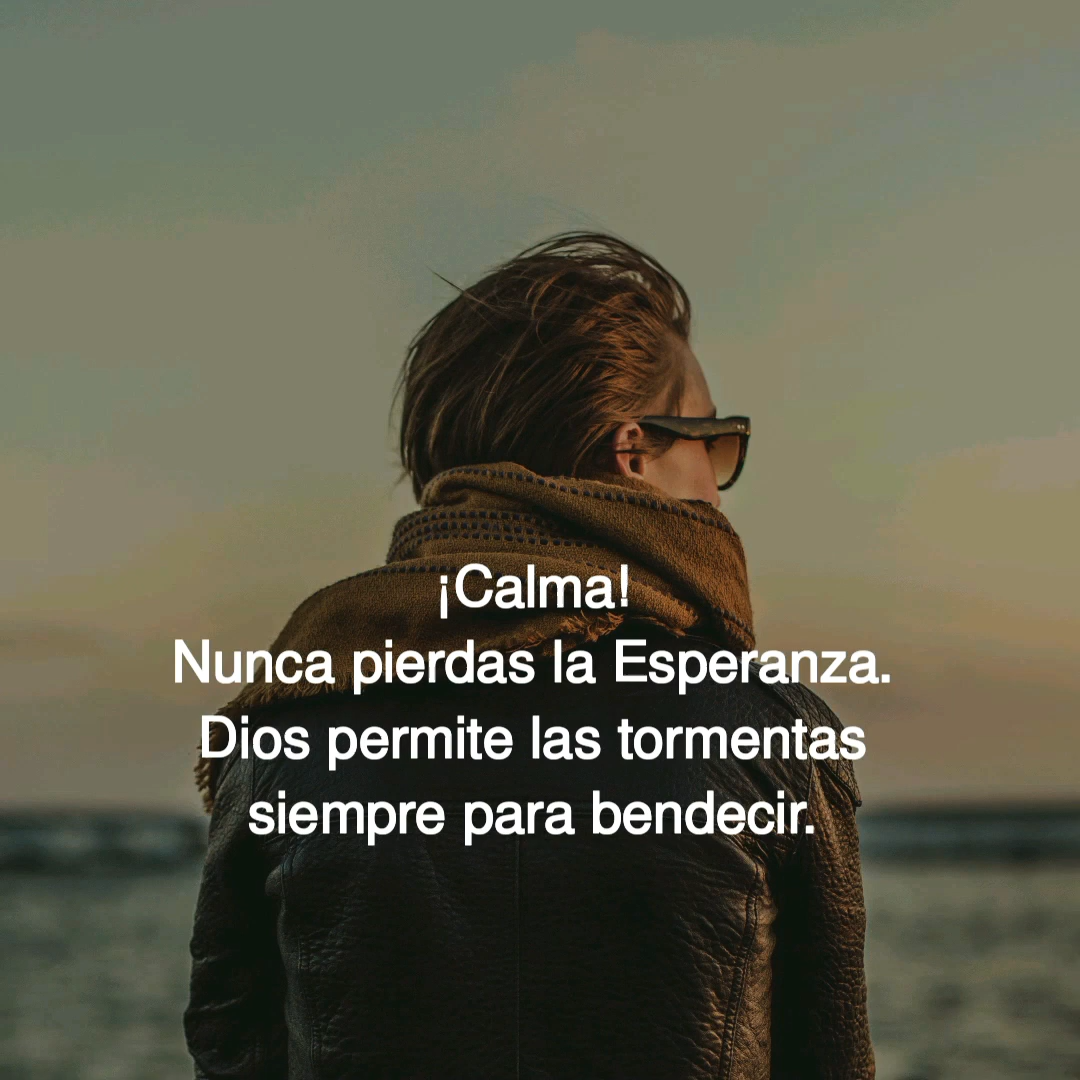 ¡Calma!
Nunca pierdas la Esperanza.
Dios permite las tormentas
siempre para bendecir.